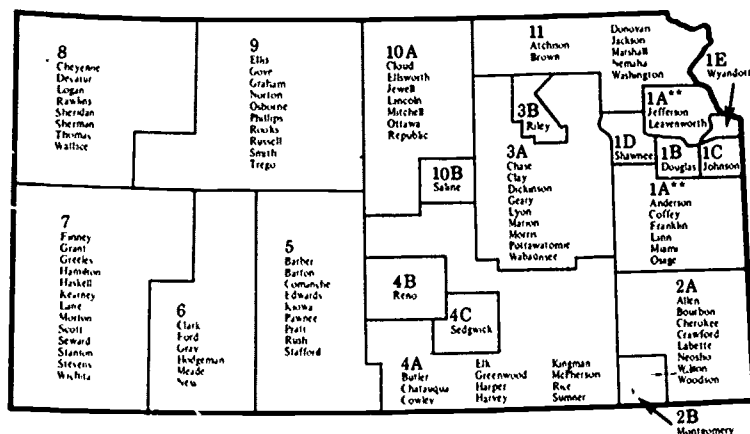 8
Cheyenne
Decatur
Logan
Rawlins
Sheridan
Sherman
Thomas
Wallace
9
Ellis
Gove
Graham
Norton
Osborne
Phillips
Rooks
Russell
Smith
Trego
10A
Cloud
Ellsworth
Jewell
Lincoln
Mitchell
Ottawa
Republic
11
Atchison
Brown
Donovan
Jackson
Marshall
Nemaha
Washington
1E
Wyandott
1A**
Jefferson
Leavenworth
3B
Riley
1D
Shawnee
1B
Douglas
1C
Johnson
3A
Chase
Clay
Dickinson
Geary
Lyon
Marion
Morris
Pottawatomie
Wabaunsee
10B
Saline
1A**
Anderson
Coffey
Franklin
Linn
Miami
Osage
7
Finney
Grant
Greeley
Hamilton
Haskell
Kearney
Lane
Morton
Scott
Seward
Stanton
Stevens
Wichita
6
Clark
Ford
Gray
Hodgeman
Meade
Ness
5
Barber
Barton
Comanche
Edwards
Kiowa
Pawnee
Pratt
Rush
Stafford
4B
Reno
4C
Sedgwick
4A
Butler
Chatauqua
Cowley
Elk
Greenwood
Harper
Harvey
Kingman
McPherson
Rice
Sumner
2A
Allen
Bourbon
Cherokee
Crawford
Labette
Neosho
Wilson
Woodson
2B
Montgomery